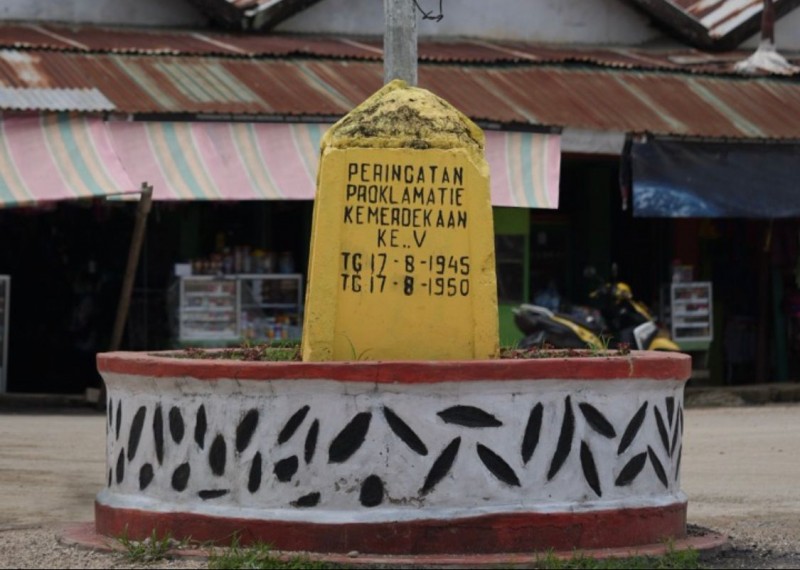 PERINGATAN
PROKLAMATIE
KEMERDEKAAN
KE..V
TG 17-8-1945
TG 17-8-1950